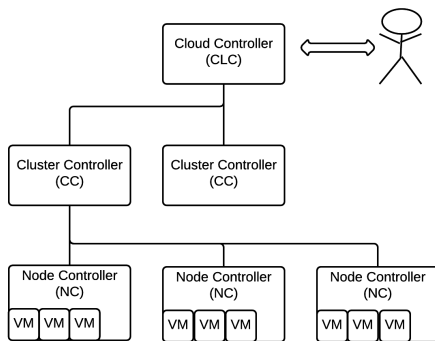 Cloud Controller
(CLC)
Cluster Controller
(CC)
Cluster Controller
(CC)
Node Controller
(NC)
VM VM VM
Node Controller
(NC)
VM VM VM
Node Controller
(NC)
VM VM VM